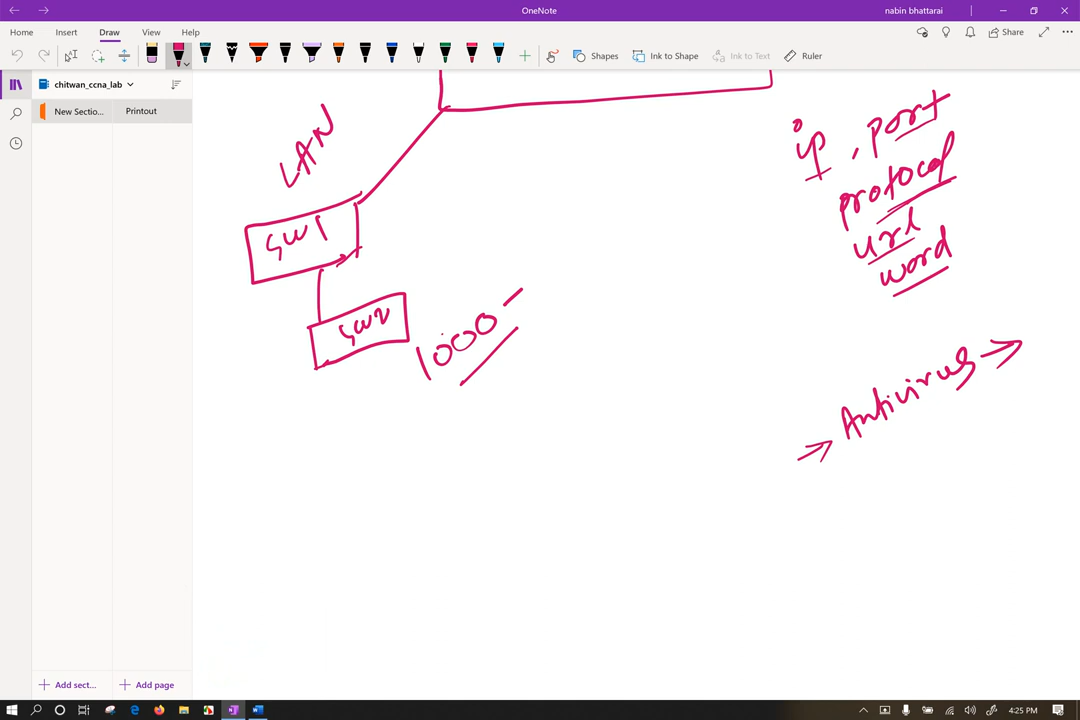 OneNote
nabin bhattarai
Home
Insert
Draw
View
Help
Share
Shapes
Ink to Shape
Ink to Text
Ruler
chitwan_ccna_lab
New Sectio...
Printout
LAN
SW1
SW2
1000
ip, port
protocol
url
word
Antivirus
Add sect...
Add page
4:25 PM